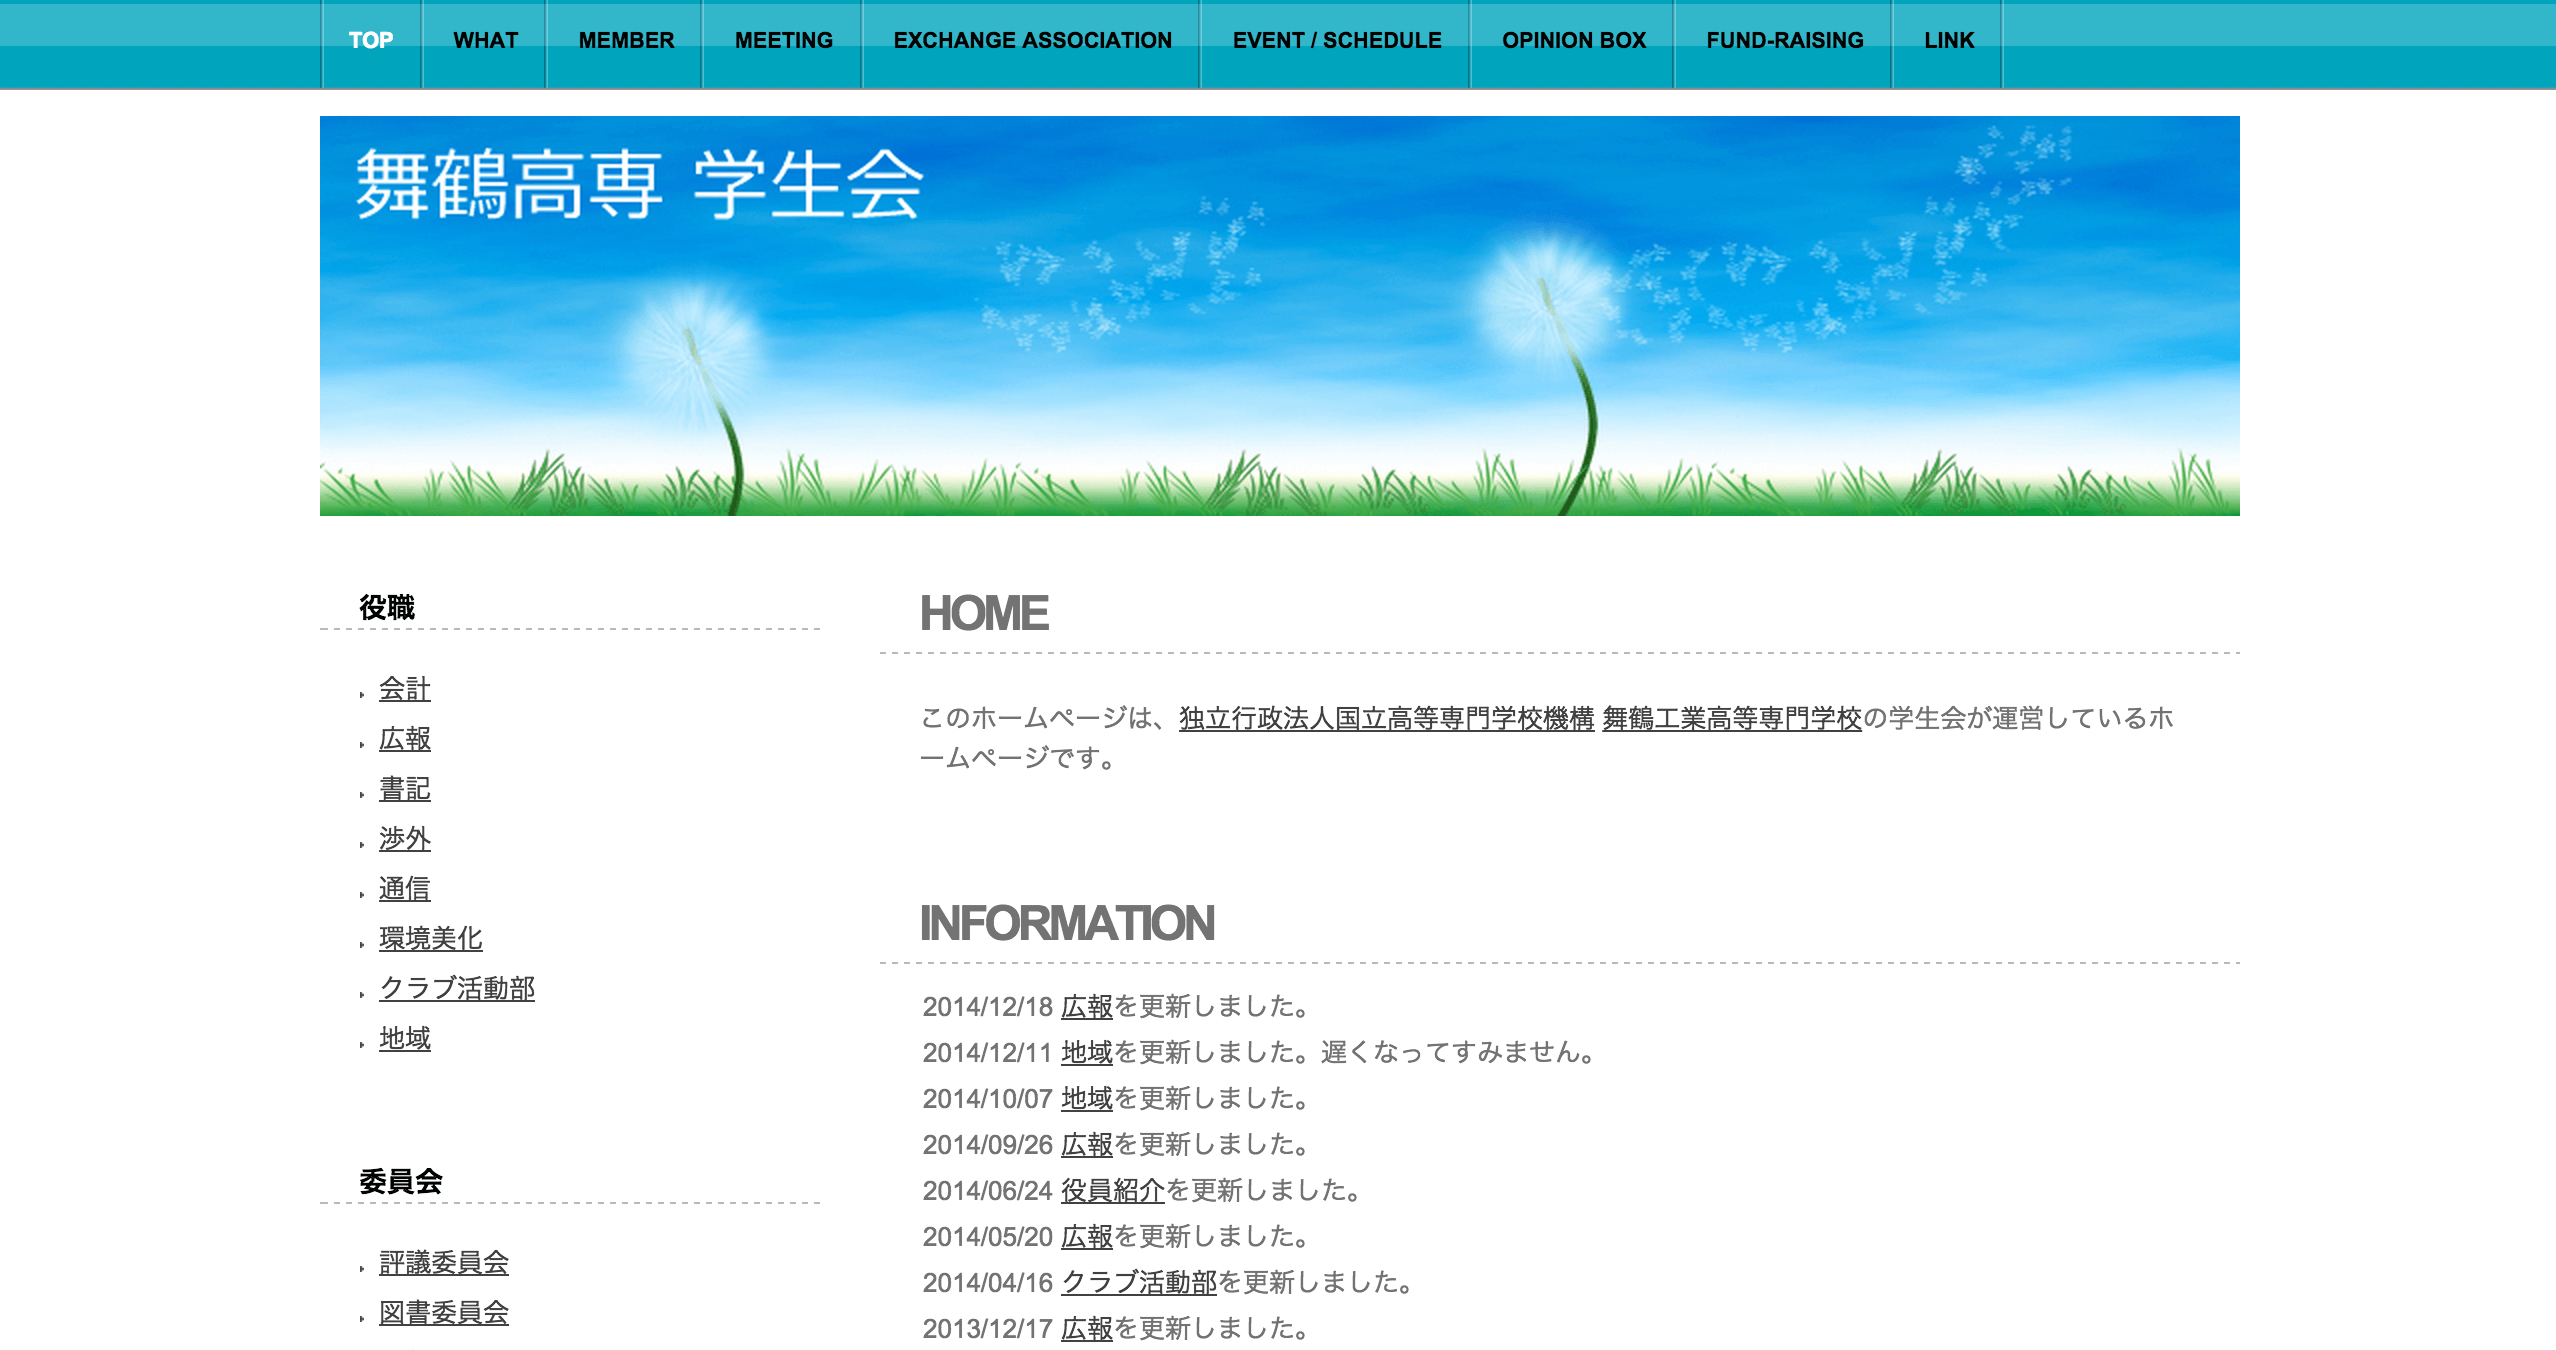 TOP
WHAT
MEMBER
MEETING
EXCHANGE ASSOCIATION
EVENT / SCHEDULE
OPINION BOX
FUND-RAISING
LINK
舞鶴高専 学生会
役職
会計
広報
書記
渉外
通信
環境美化
クラブ活動部
地域
委員会
評議委員会
図書委員会
HOME
このホームページは、独立行政法人国立高等専門学校機構 舞鶴工業高等専門学校の学生会が運営しているホ
ームページです。
INFORMATION
2014/12/18 広報を更新しました。
2014/12/11 地域を更新しました。遅くなってすみません。
2014/10/07 地域を更新しました。
2014/09/26 広報を更新しました。
2014/06/24 役員紹介を更新しました。
2014/05/20 広報を更新しました。
2014/04/16 クラブ活動部を更新しました。
2013/12/17 広報を更新しました。